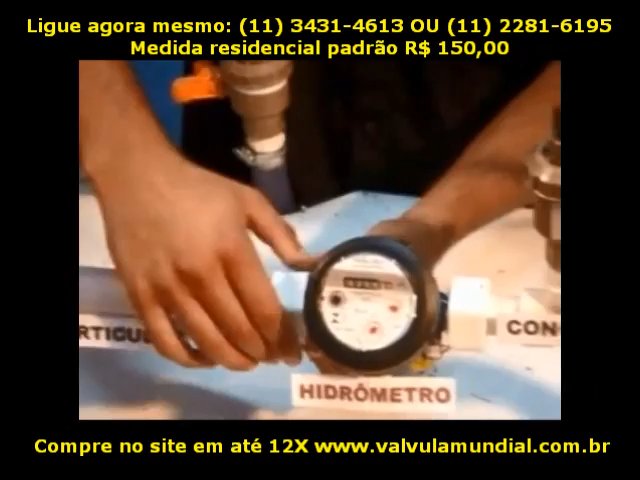 Ligue agora mesmo: (11) 3431-4613 OU (11) 2281-6195
Medida residencial padrão R$ 150,00
HIDRÔMETRO
Compre no site em até 12X www.valvulamundial.com.br